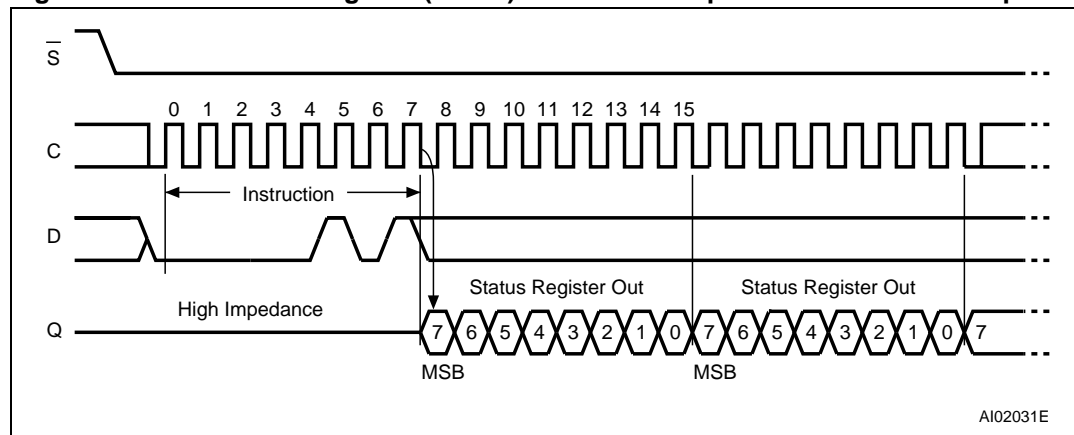 S
0 1 2 3 4 5 6 7 8 9 10 11 12 13 14 15
C
Instruction
D
Status Register Out Status Register Out
High Impedance
Q 7 6 5 4 3 2 1 0 7 6 5 4 3 2 1 0 7
MSB MSB
AI02031E